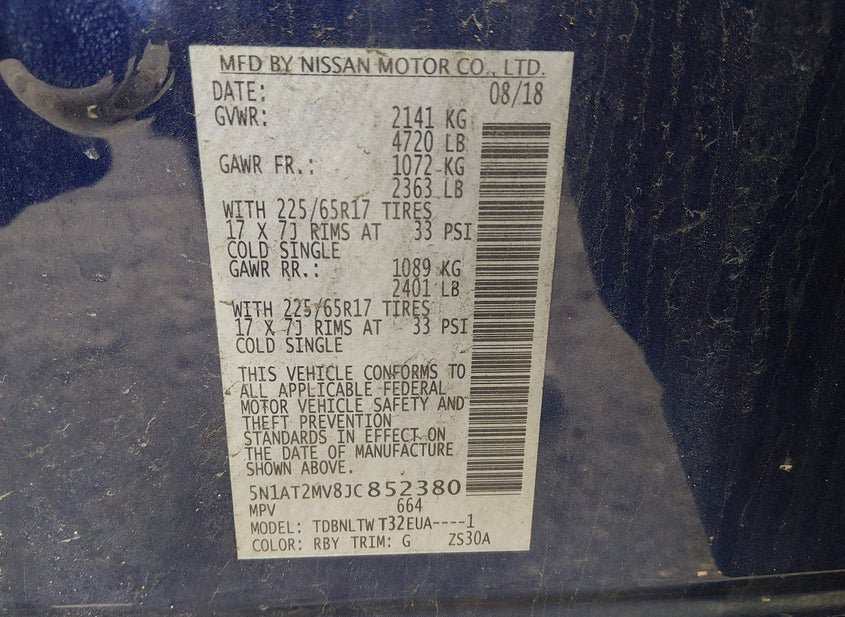 MFD BY NISSAN MOTOR CO., LTD.
DATE: 08/18
GVWR: 2141 KG
4720 LB
GAWR FR.: 1072 KG
2363 LB
WITH 225/65R17 TIRES
17 X 7J RIMS AT 33 PSI
COLD SINGLE
GAWR RR.: 1089 KG
2401 LB
WITH 225/65R17 TIRES
17 X 7J RIMS AT 33 PSI
COLD SINGLE
THIS VEHICLE CONFORMS TO
ALL APPLICABLE FEDERAL
MOTOR VEHICLE SAFETY AND
THEFT PREVENTION
STANDARDS IN EFFECT ON
THE DATE OF MANUFACTURE
SHOWN ABOVE.
5N1AT2MV8JC852380
MPV 664
MODEL: TDBNLTW T32EUA----1
COLOR: RBY TRIM: G ZS30A